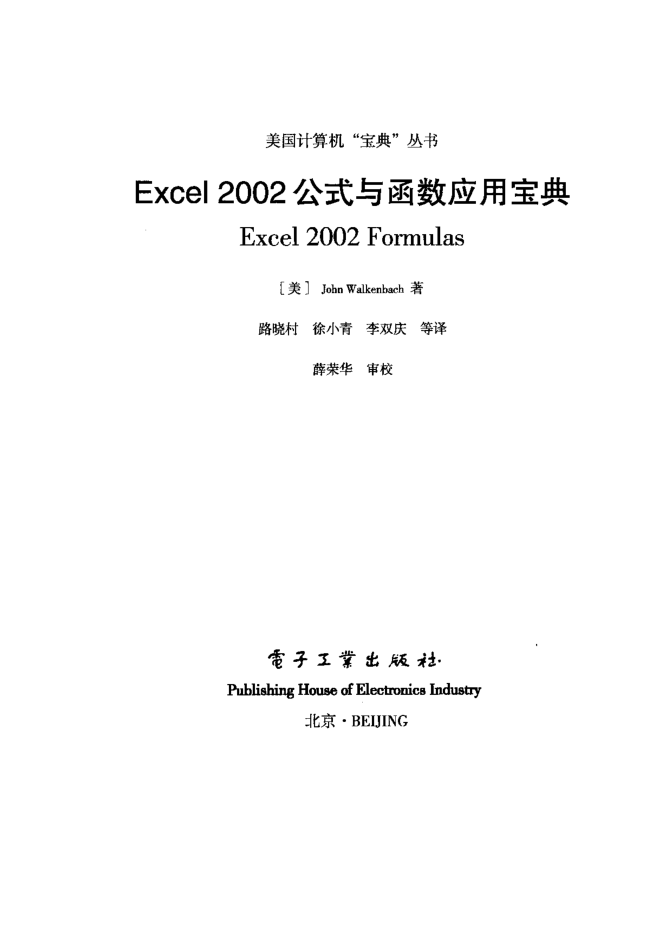 美国计算机“宝典”丛书
Excel 2002 公式与函数应用宝典
Excel 2002 Formulas
［美］ John Walkenbach 著
路晓村 徐小青 李双庆 等译
薛荣华 审校
電子工業出版社·
Publishing House of Electronics Industry
北京·BEIJING